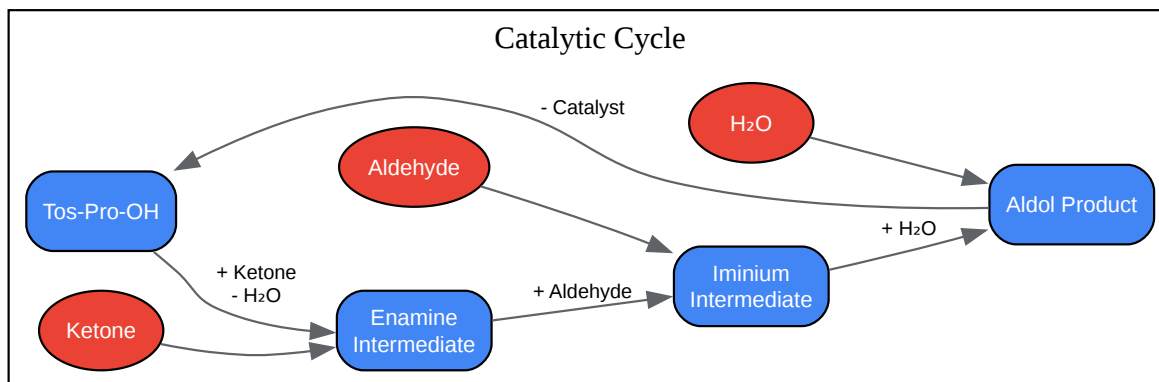 Catalytic Cycle
- Catalyst
H₂O
Aldehyde
Tos-Pro-OH
Aldol Product
+ H₂O
+ Ketone
- H₂O
Iminium
Intermediate
+ Aldehyde
Ketone
Enamine
Intermediate